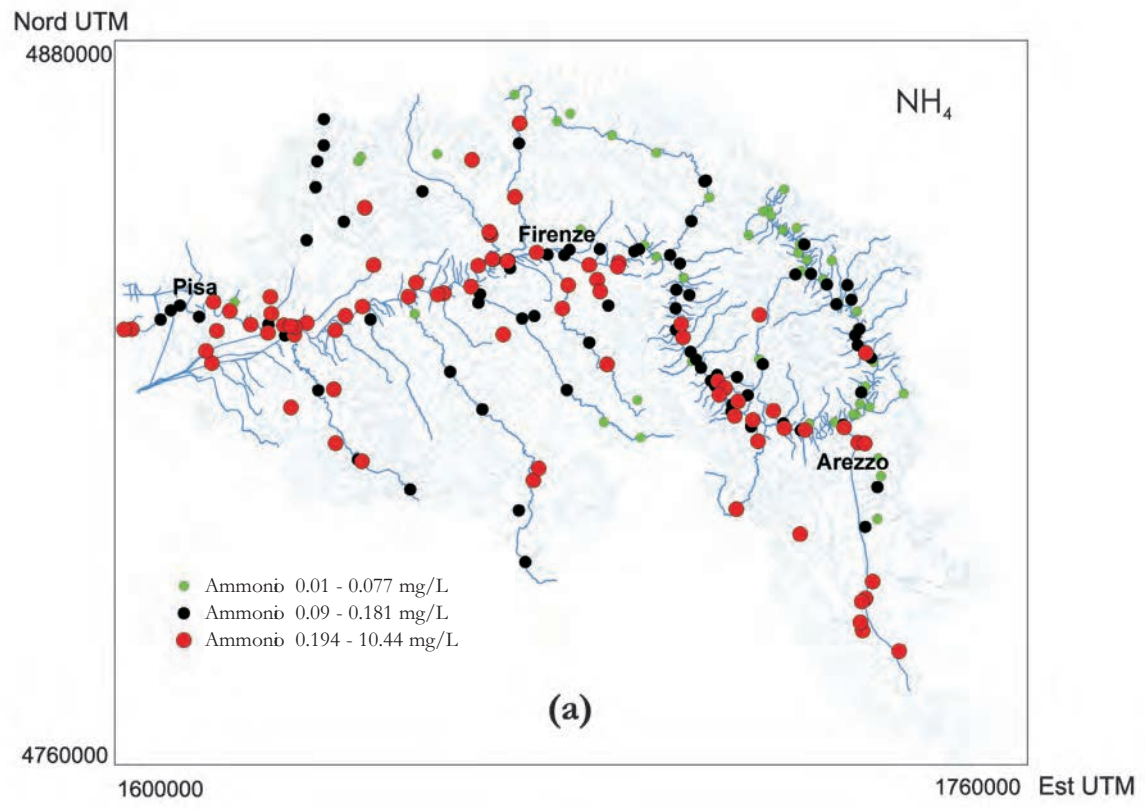 Nord UTM
4880000
NH4
Firenze
Pisa
Arezzo
Ammonio 0.01 - 0.077 mg/L
Ammonio 0.09 - 0.181 mg/L
Ammonio 0.194 - 10.44 mg/L
(a)
4760000
1600000
1760000 Est UTM